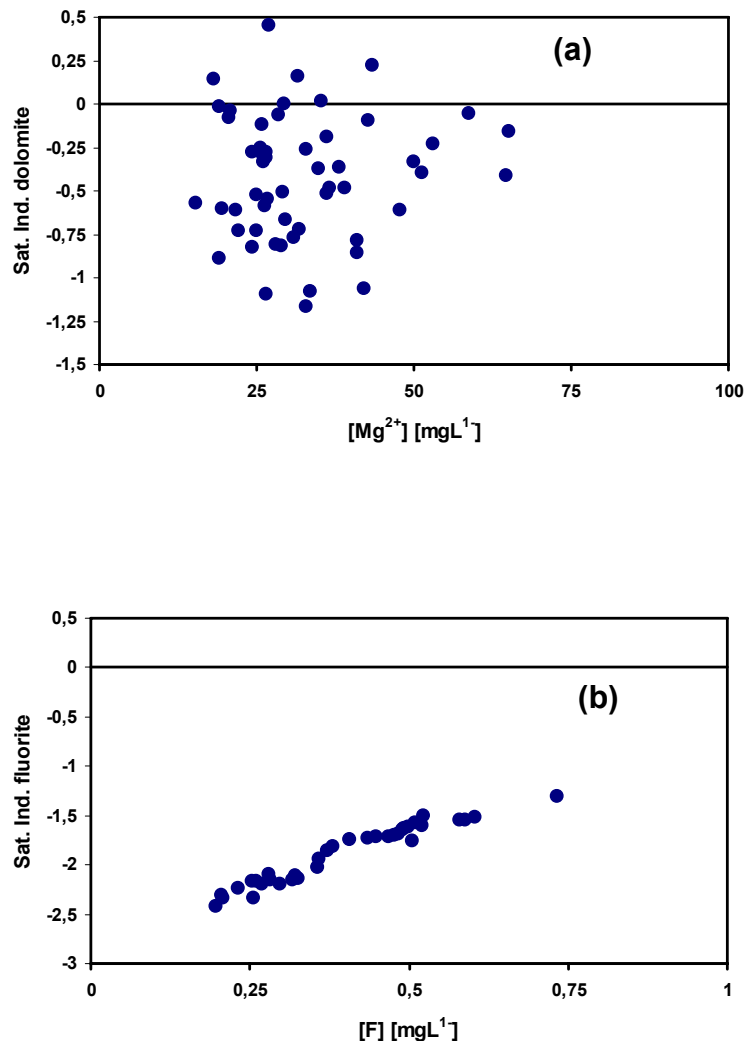 0,5
(a)
0,25
0
-0,25
-0,5
-0,75
-1
-1,25
-1,5
0 25 50 75 100
Sat. Ind. dolomite
[Mg²⁺] [mgL¹⁻]
0,5
0
(b)
-0,5
-1
-1,5
-2
-2,5
-3
0 0,25 0,5 0,75 1
Sat. Ind. fluorite
[F] [mgL¹⁻]